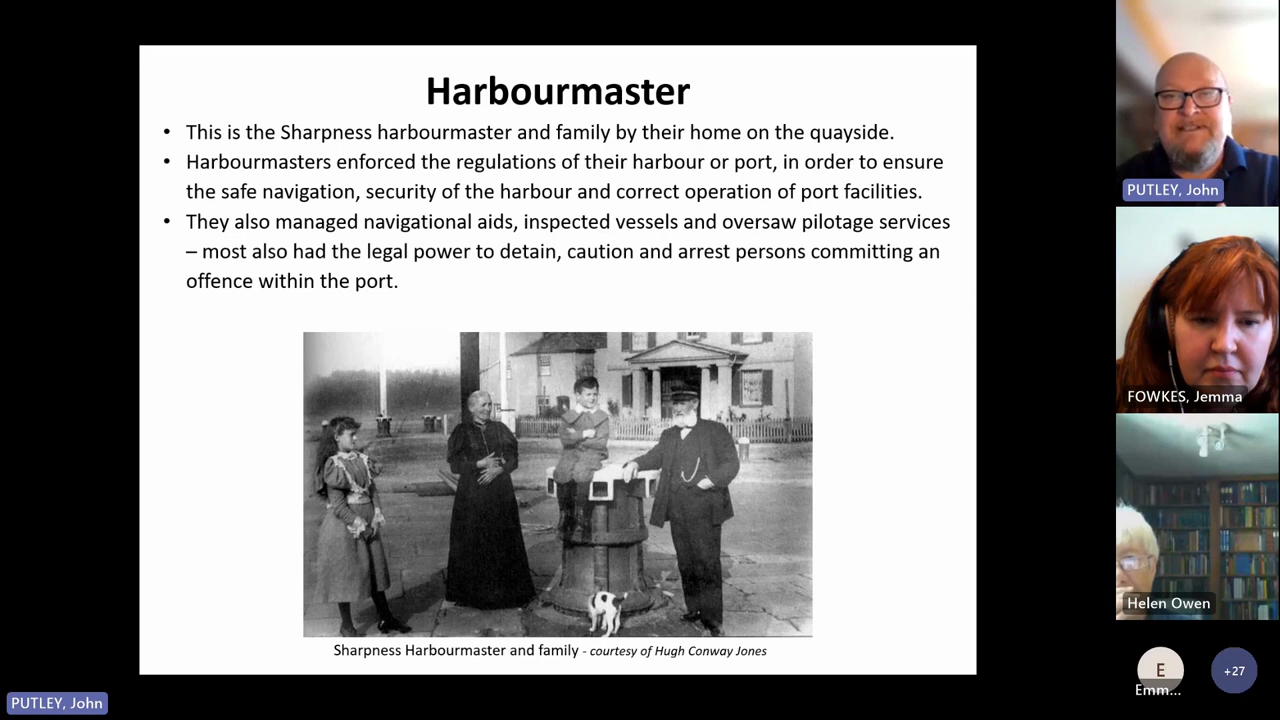 Harbourmaster
• This is the Sharpness harbourmaster and family by their home on the quayside.
• Harbourmasters enforced the regulations of their harbour or port, in order to ensure
the safe navigation, security of the harbour and correct operation of port facilities.
• They also managed navigational aids, inspected vessels and oversaw pilotage services
– most also had the legal power to detain, caution and arrest persons committing an
offence within the port.
Sharpness Harbourmaster and family - courtesy of Hugh Conway Jones
PUTLEY, John
PUTLEY, John
FOWKES, Jemma
Helen Owen
E
Emm...
+27